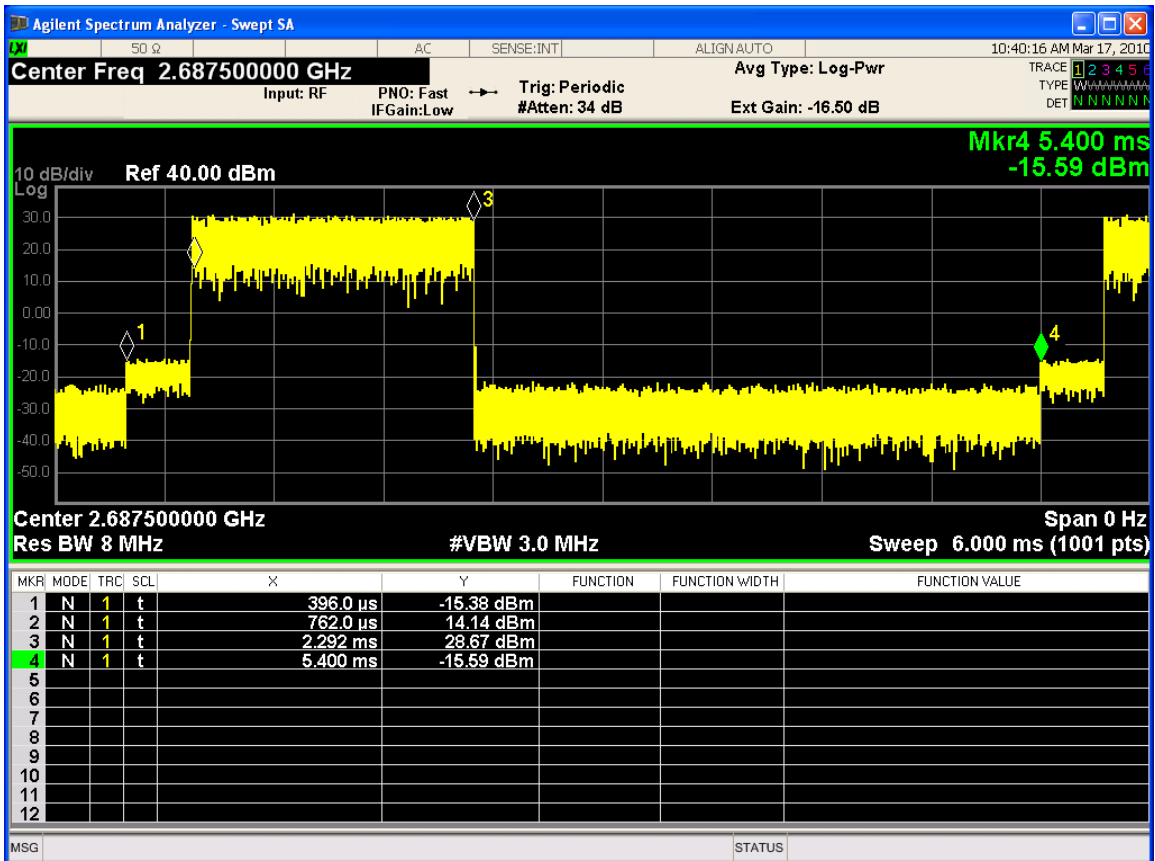 Agilent Spectrum Analyzer - Swept SA
LXI 50 Ω AC SENSE:INT ALIGN AUTO 10:40:16 AM Mar 17, 2010
Center Freq 2.687500000 GHz
Input: RF PNO: Fast IFGain:Low
Trig: Periodic
#Atten: 34 dB
Avg Type: Log-Pwr
Ext Gain: -16.50 dB
TRACE 1 2 3 4 5 6
TYPE
DET N N N N N N
Mkr4 5.400 ms
-15.59 dBm
10 dB/div Ref 40.00 dBm
Log
30.0
20.0
10.0
0.00
-10.0
-20.0
-30.0
-40.0
-50.0
1
3
4
Center 2.687500000 GHz Span 0 Hz
Res BW 8 MHz #VBW 3.0 MHz Sweep 6.000 ms (1001 pts)
MKR MODE TRC SCL X Y FUNCTION FUNCTION WIDTH FUNCTION VALUE
1 N 1 t 396.0 µs -15.38 dBm
2 N 1 t 762.0 µs 14.14 dBm
3 N 1 t 2.292 ms 28.67 dBm
4 N 1 t 5.400 ms -15.59 dBm
5
6
7
8
9
10
11
12
MSG STATUS